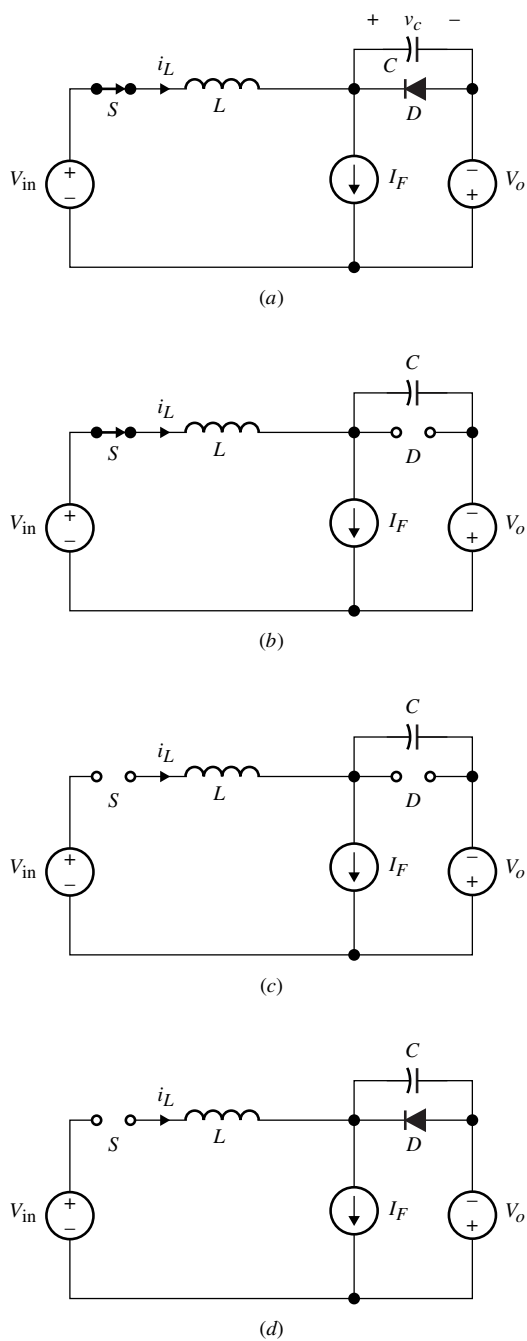 + v_c −
C
i_L
S L D
V_in + − I_F − + V_o
(a)
C
i_L
S L D
V_in + − I_F − + V_o
(b)
C
i_L
S L D
V_in + − I_F − + V_o
(c)
C
i_L
S L D
V_in + − I_F − + V_o
(d)